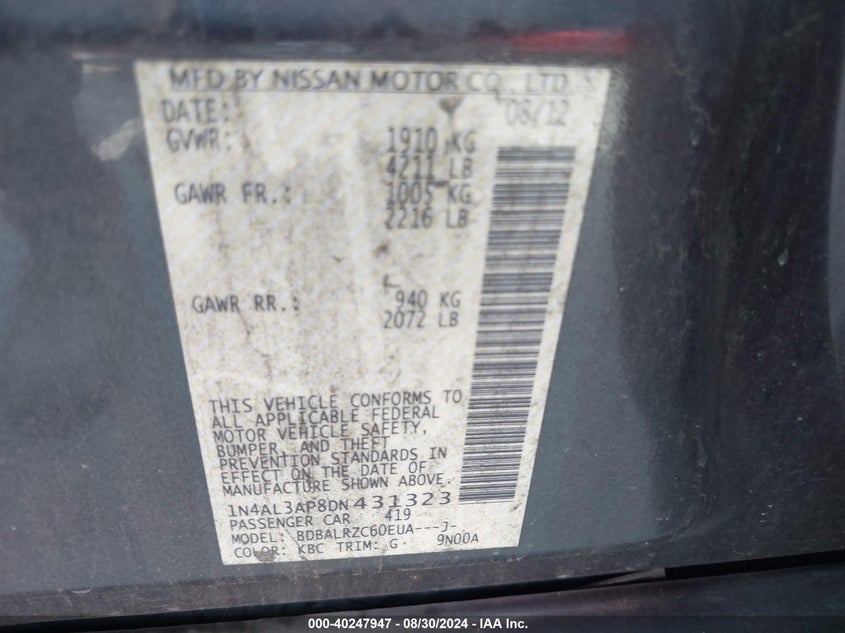 MFD BY NISSAN MOTOR CO., LTD.
DATE: 08/12
GVWR: 1910 KG
4211 LB
GAWR FR.: 1005 KG
2216 LB
GAWR RR.: 940 KG
2072 LB
THIS VEHICLE CONFORMS TO
ALL APPLICABLE FEDERAL
MOTOR VEHICLE SAFETY,
BUMPER, AND THEFT
PREVENTION STANDARDS IN
EFFECT ON THE DATE OF
MANUFACTURE SHOWN ABOVE.
1N4AL3AP8DN431323
PASSENGER CAR 419
MODEL: BDBALRZC60EUA---J-
COLOR: KBC TRIM: G 9N00A
000-40247947 - 08/30/2024 - IAA Inc.